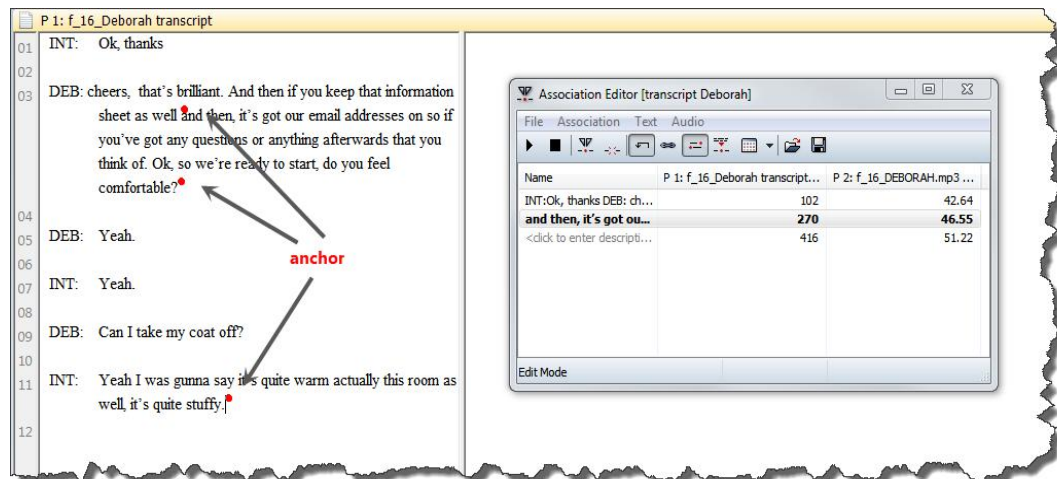 P 1: f_16_Deborah transcript
01 INT: Ok, thanks
02
03 DEB: cheers, that's brilliant. And then if you keep that information
sheet as well and then, it's got our email addresses on so if
you've got any questions or anything afterwards that you
think of. Ok, so we're ready to start, do you feel
comfortable?
04
05 DEB: Yeah.
06
anchor
07 INT: Yeah.
08
09 DEB: Can I take my coat off?
10
11 INT: Yeah I was gunna say it's quite warm actually this room as
well, it's quite stuffy.
12
Association Editor [transcript Deborah]
File Association Text Audio
Name P 1: f_16_Deborah transcript... P 2: f_16_DEBORAH.mp3 ...
INT:Ok, thanks DEB: ch... 102 42.64
and then, it's got ou... 270 46.55
<click to enter descripti... 416 51.22
Edit Mode